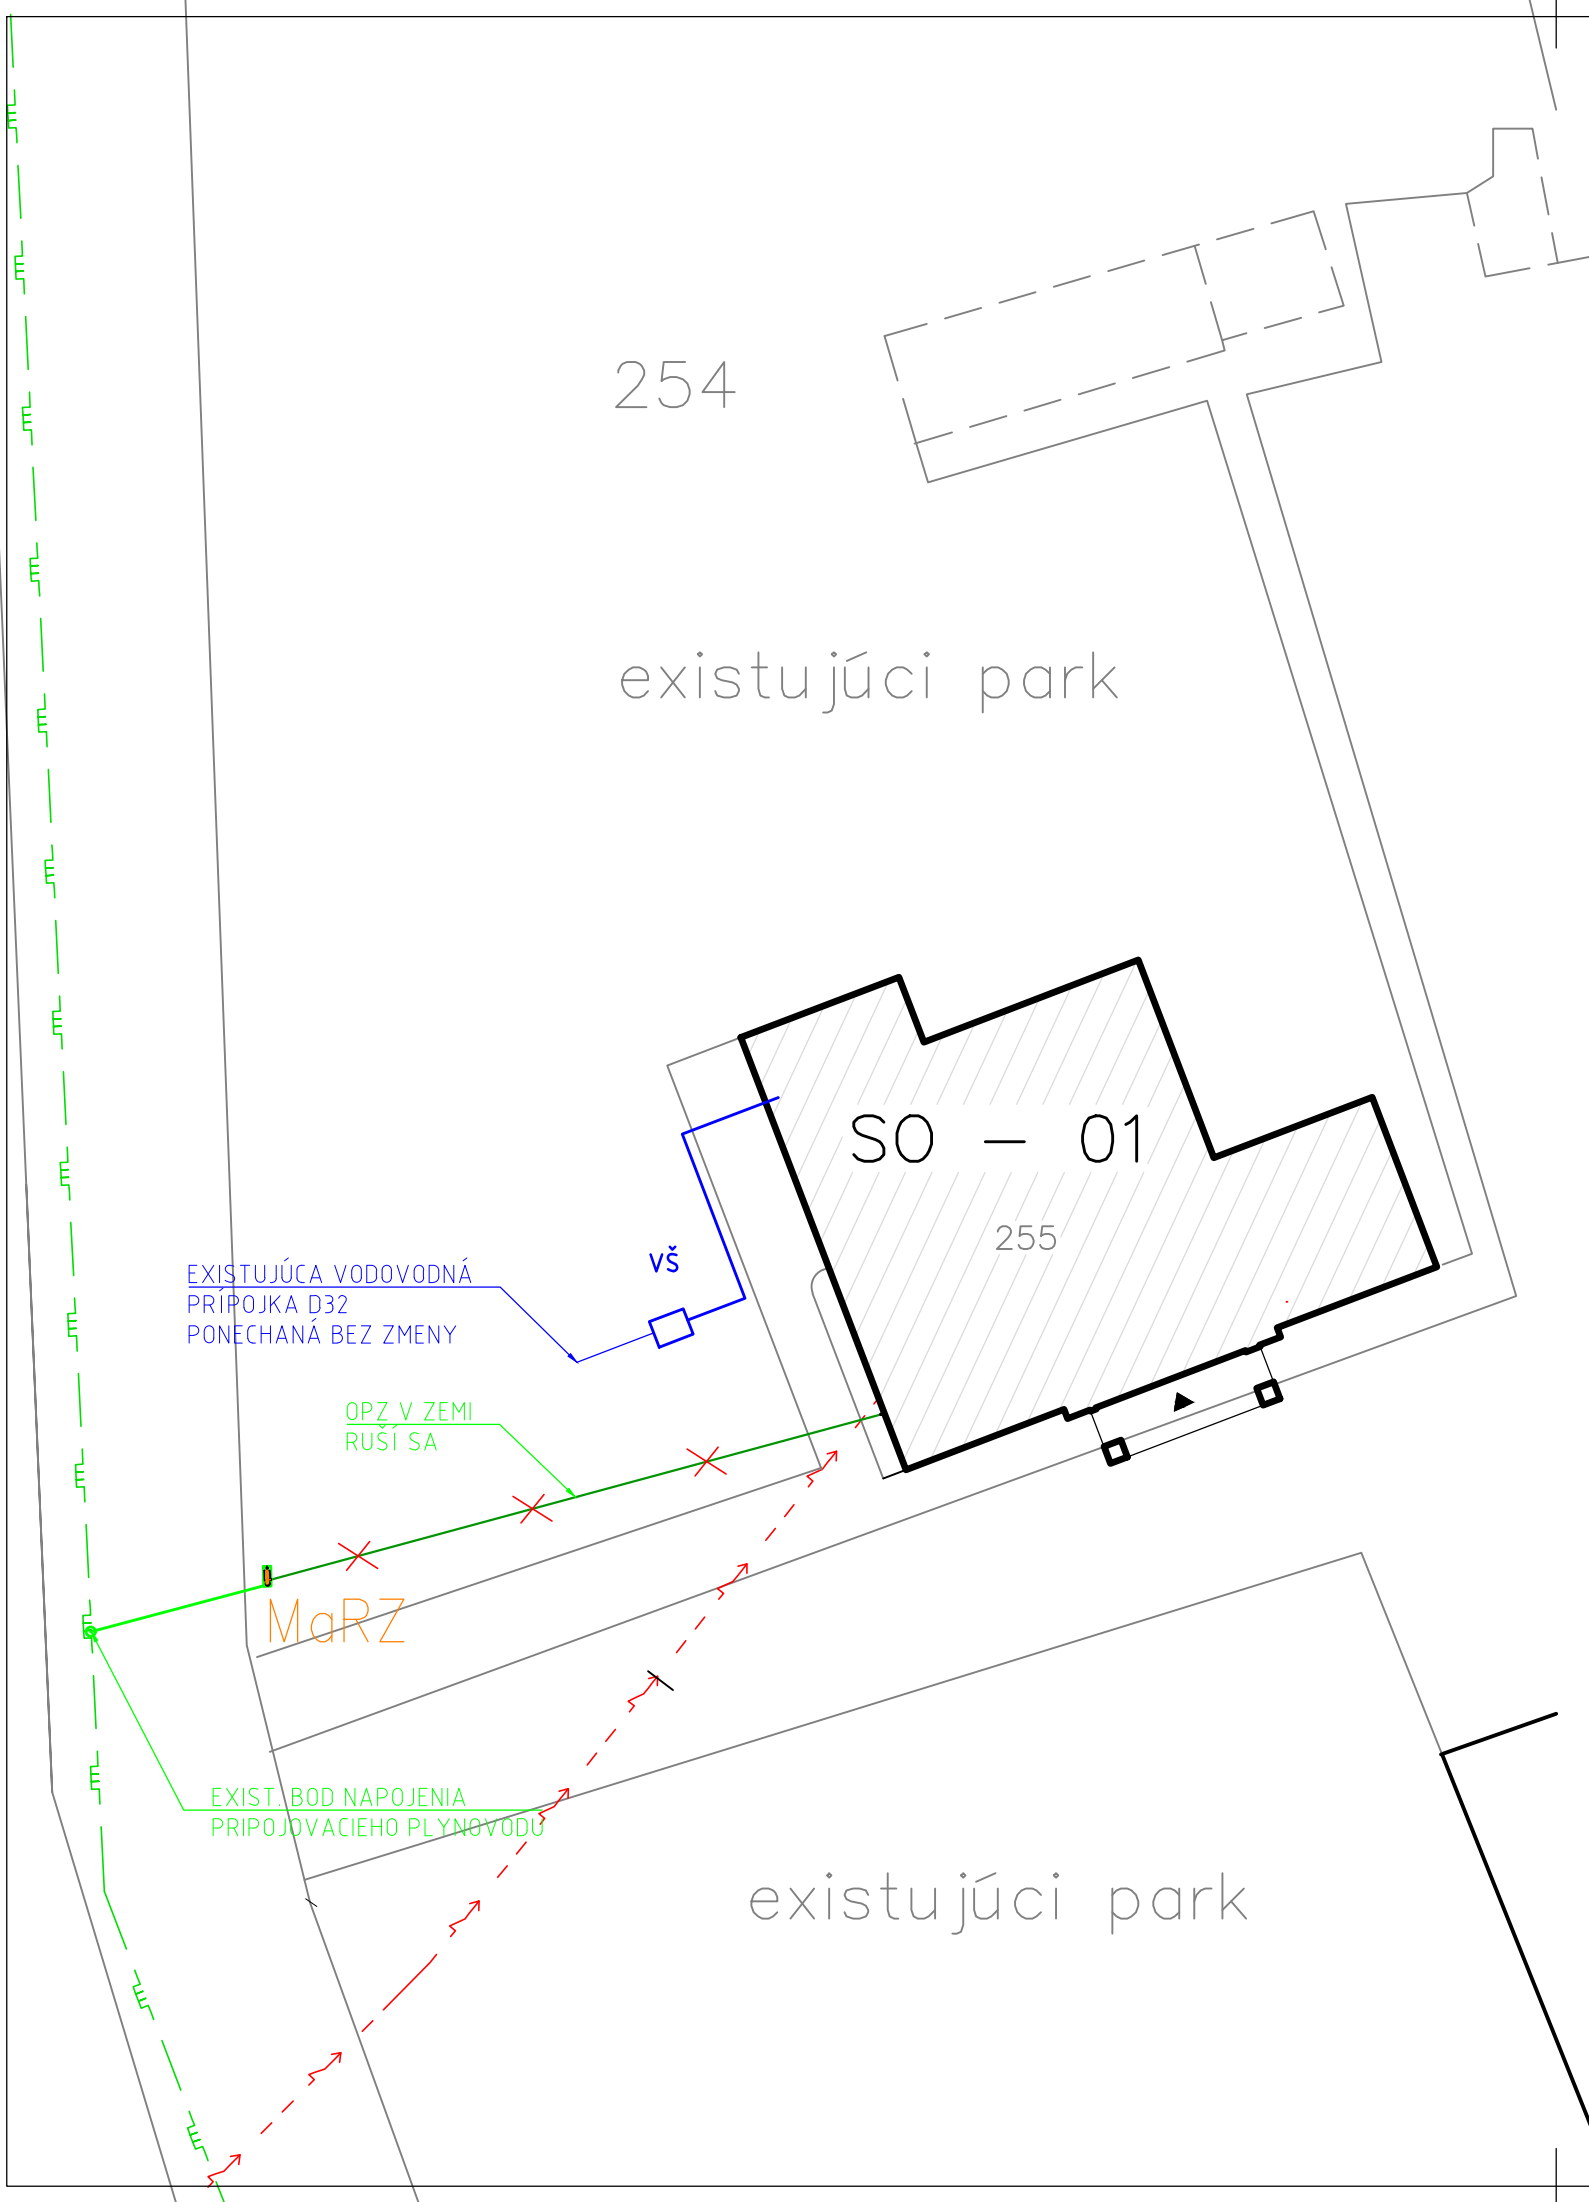 254
existujúci park
SO – 01
255
VŠ
EXISTUJÚCA VODOVODNÁ
PRÍPOJKA D32
PONECHANÁ BEZ ZMENY
OPZ V ZEMI
RUŠÍ SA
MaRZ
EXIST. BOD NAPOJENIA
PRIPOJOVACIEHO PLYNOVODU
existujúci park